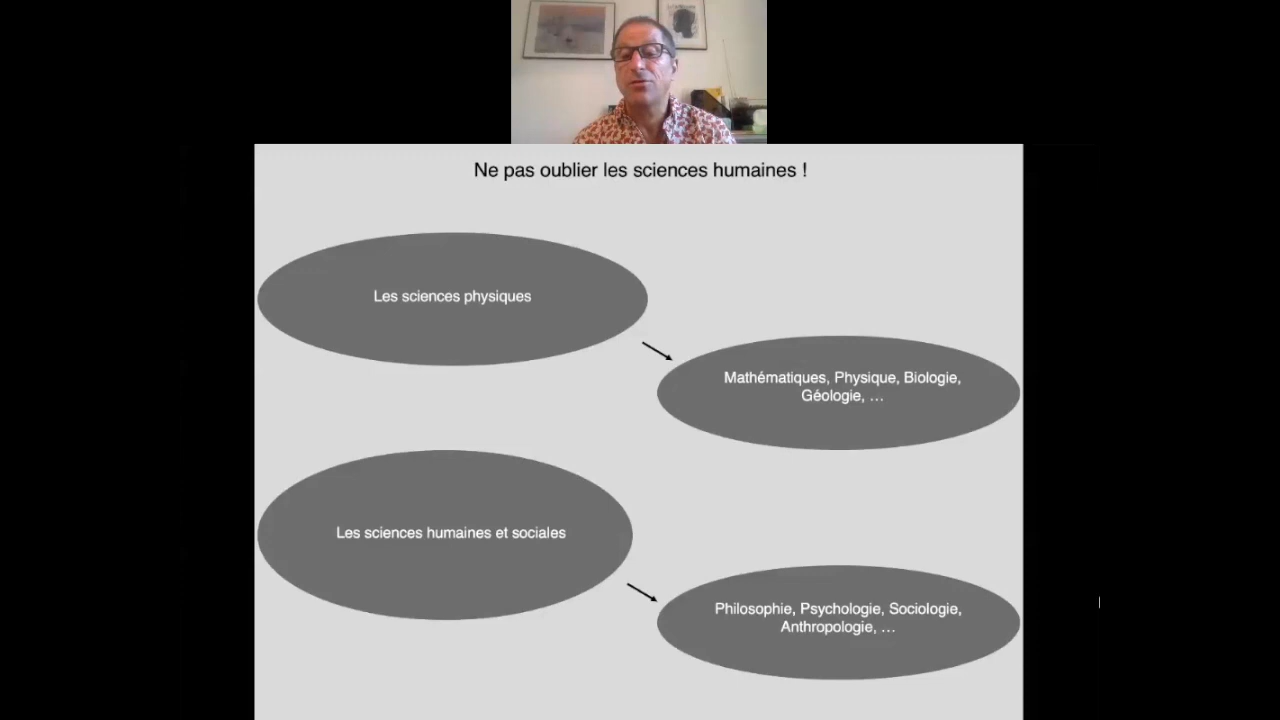 Ne pas oublier les sciences humaines !
Les sciences physiques
Mathématiques, Physique, Biologie,
Géologie, …
Les sciences humaines et sociales
Philosophie, Psychologie, Sociologie,
Anthropologie, …